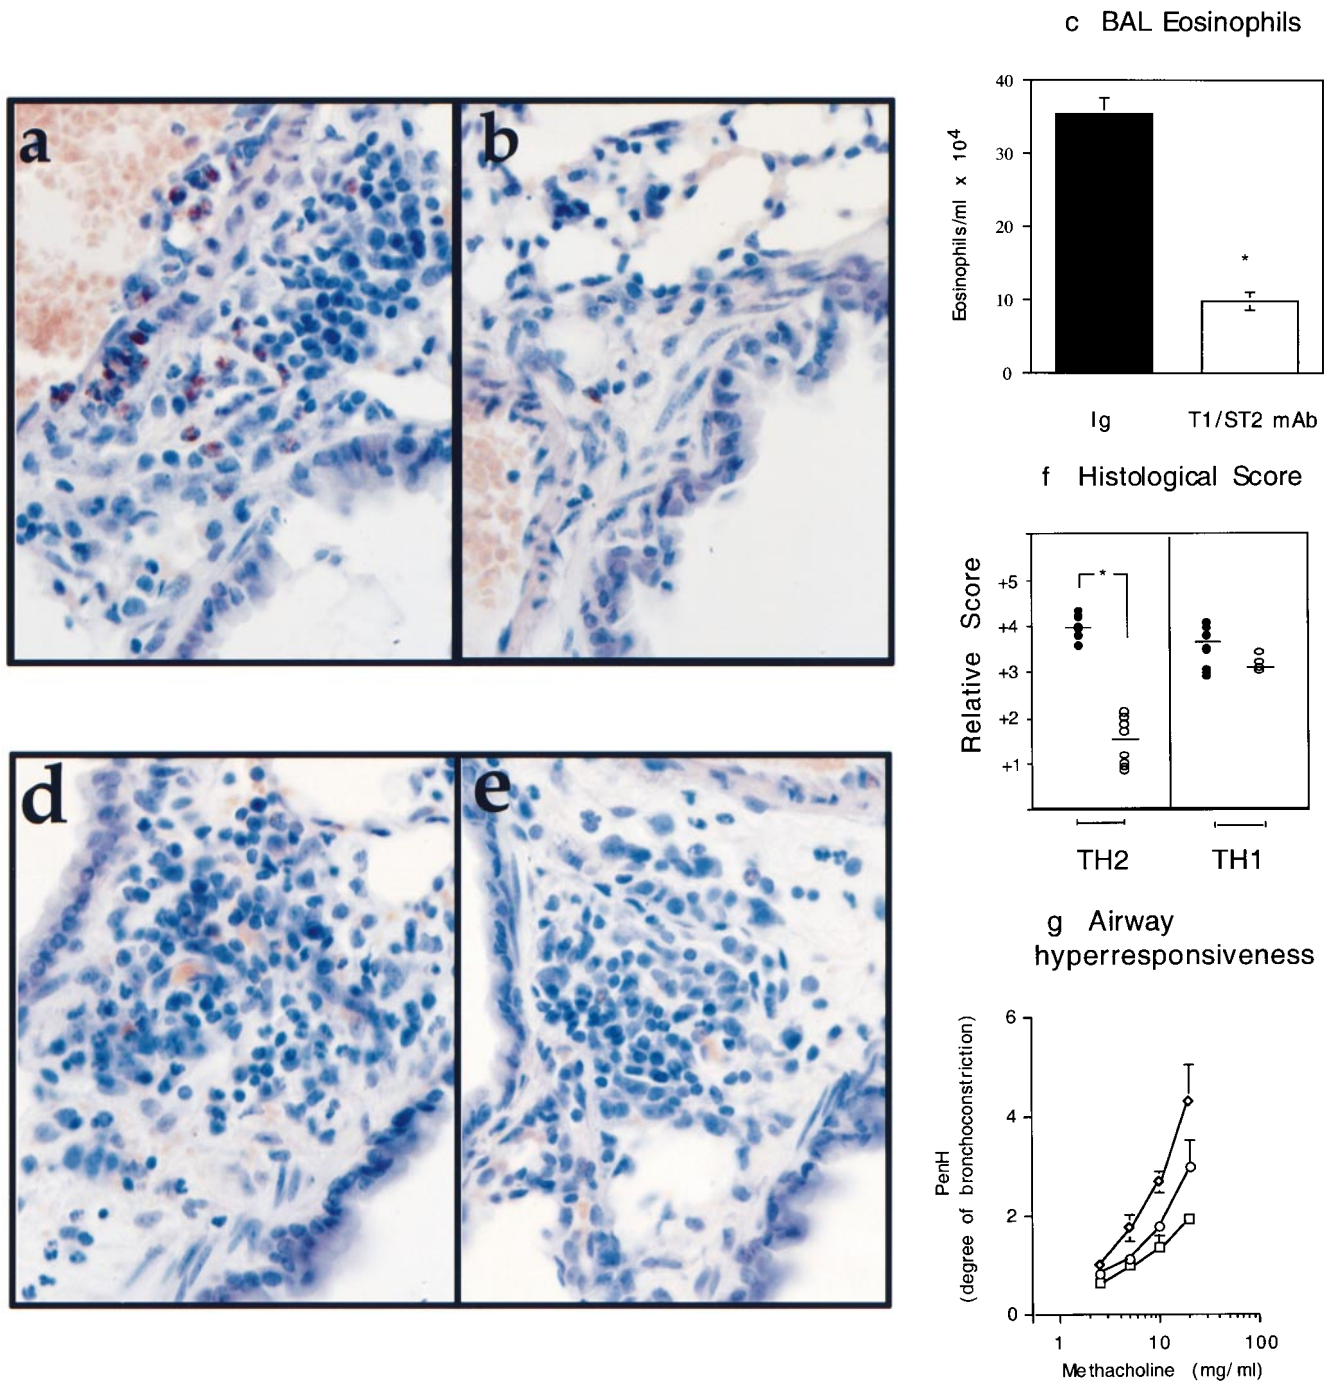 a
b
c BAL Eosinophils
40
30
20
10
0
Eosinophils/ml x 10⁴
*
Ig
T1/ST2 mAb
f Histological Score
Relative Score
+5
+4
+3
+2
+1
*
TH2
TH1
d
e
g Airway
hyperresponsiveness
6
4
2
0
PenH
(degree of bronchoconstriction)
1
10
100
Methacholine (mg/ml)